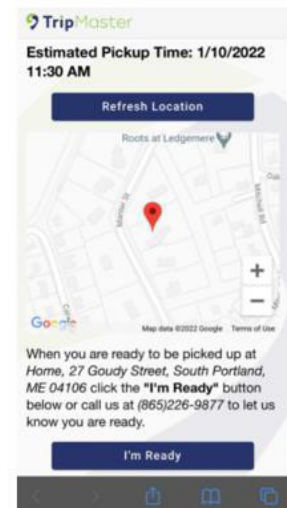 TripMaster
Estimated Pickup Time: 1/10/2022
11:30 AM
Refresh Location
Roots at Ledgemere
Mitchell Rd
+
−
Google
Map data ©2022 Google Terms of Use
When you are ready to be picked up at
Home, 27 Goudy Street, South Portland,
ME 04106 click the "I'm Ready" button
below or call us at (865)226-9877 to let us
know you are ready.
I'm Ready